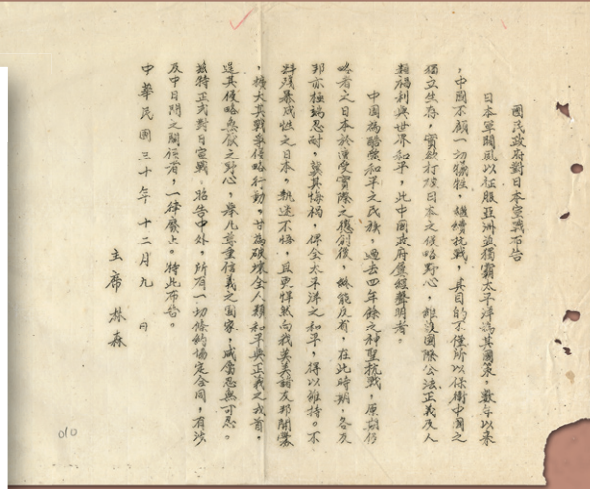 國民政府對日本宣戰布告
日本軍閥夙以征服亞洲並獨霸太平洋為其國策，數年以來
，中國不顧一切犧牲，繼續抗戰，其目的不僅所以保衛中國之
獨立生存，實欲打破日本之侵略野心，維護國際公法正義及人
類福利與世界和平，此中國政府屢經聲明者。
中國為酷愛和平之民族，過去四年餘之神聖抗戰，原期侵
略者之日本於遭受實際之懲創後，終能反省，在此時期，各友
邦亦極端忍耐，冀其悔禍，俾全太平洋之和平，得以維持。不
料殘暴成性之日本，執迷不悟，且更悍然向我英美諸友邦開釁
，擴大其戰爭侵略行動，甘為破壞全人類和平與正義之戎首，
逞其侵略無厭之野心，舉凡尊重信義之國家，咸屬忍無可忍。
茲特正式對日宣戰，昭告中外，所有一切條約協定合同，有涉
及中日間之關係者，一律廢止。特此布告。
中華民國三十年十二月九日
主席 林森
010